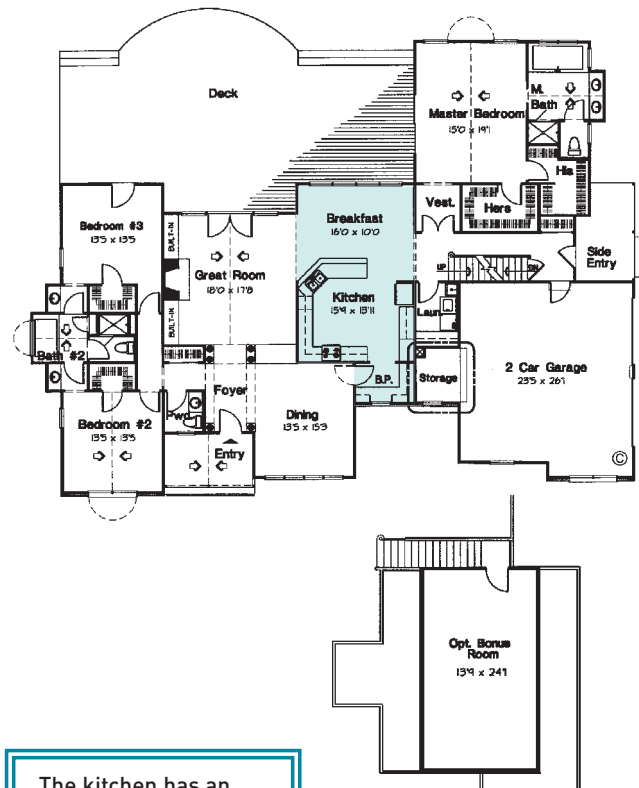 Deck
M.
Bath
Master Bedroom
15'0 x 19'1
His
Hers
Vest.
Breakfast
16'0 x 10'0
Bedroom #3
13'5 x 13'5
BUILT-IN
Great Room
18'0 x 17'8
BUILT-IN
UP
DN
Side
Entry
Kitchen
15'9 x 13'11
Laun
Bath #2
2 Car Garage
23'5 x 26'1
Storage
B.P.
Foyer
Pwd.
Dining
13'5 x 15'3
Bedroom #2
13'5 x 13'5
Entry
©
Opt. Bonus
Room
13'9 x 24'1
The kitchen has an